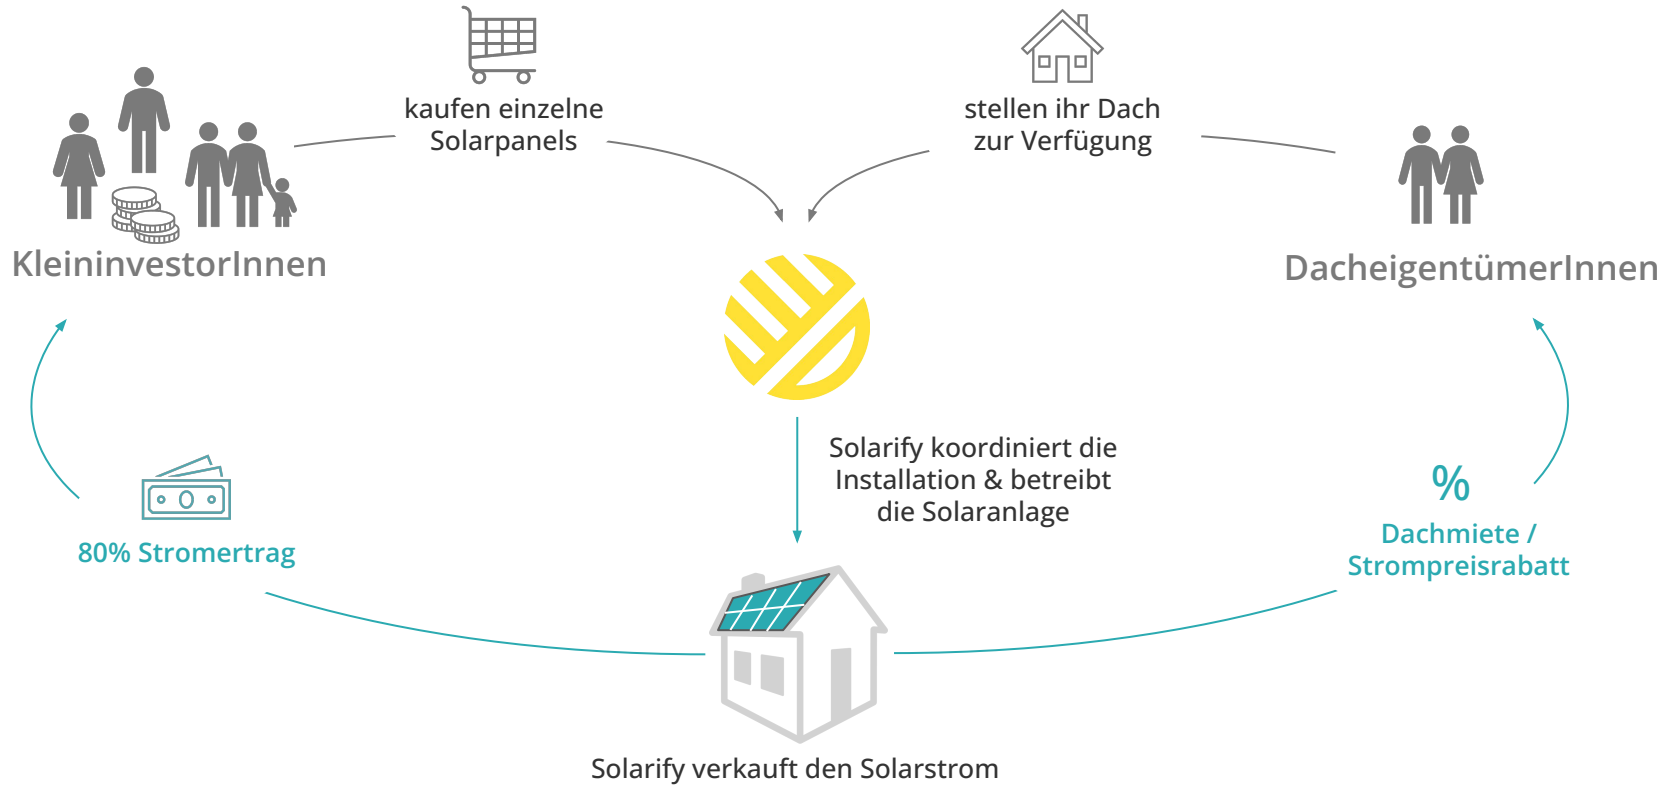 kaufen einzelne
Solarpanels
stellen ihr Dach
zur Verfügung
KleininvestorInnen
DacheigentümerInnen
Solarify koordiniert die
Installation & betreibt
die Solaranlage
80% Stromertrag
%
Dachmiete /
Strompreisrabatt
Solarify verkauft den Solarstrom